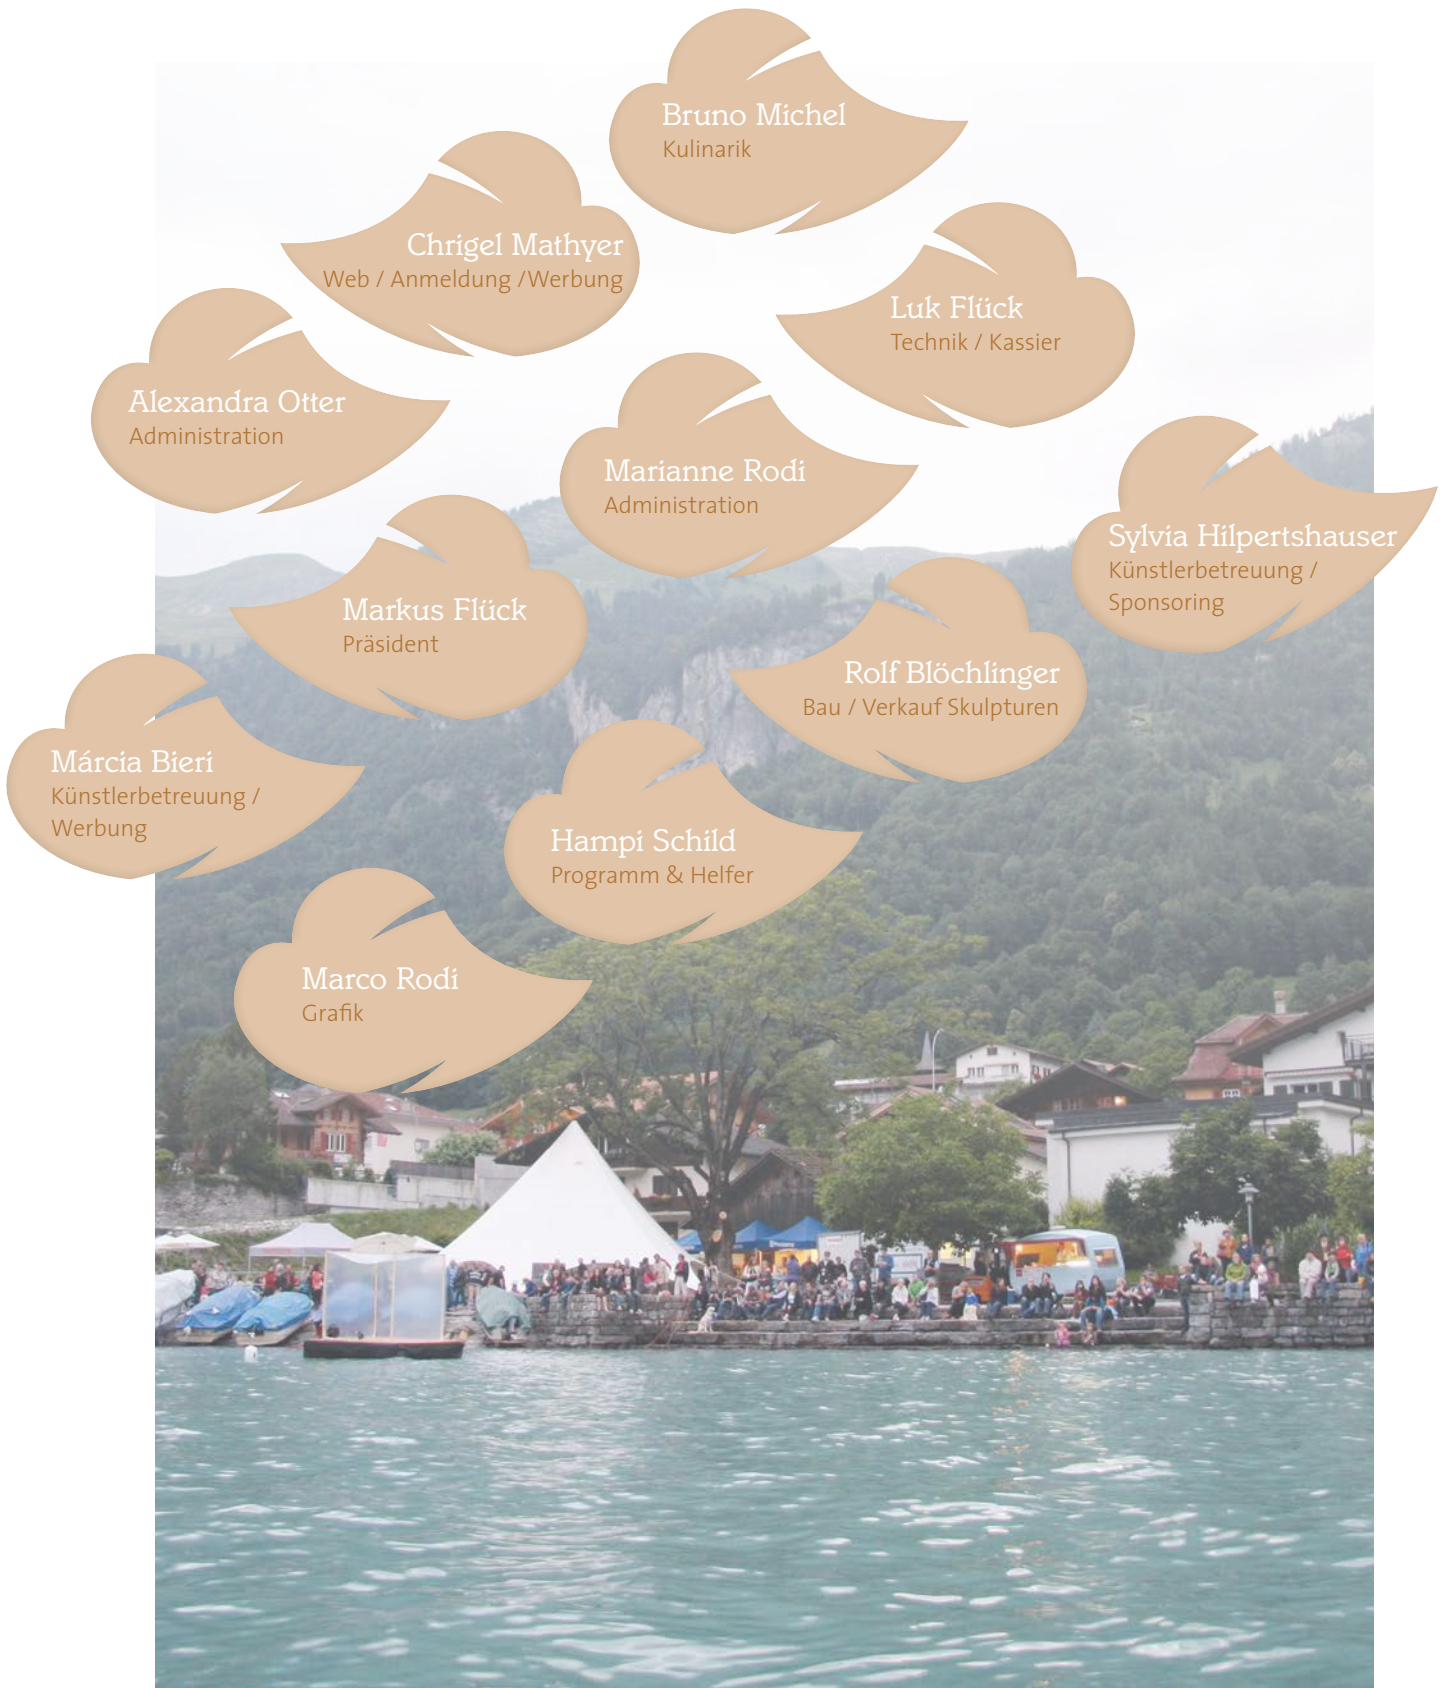 Bruno Michel
Kulinarik
Chrigel Mathyer
Web / Anmeldung /Werbung
Luk Flück
Technik / Kassier
Alexandra Otter
Administration
Marianne Rodi
Administration
Sylvia Hilpertshauser
Künstlerbetreuung /
Sponsoring
Markus Flück
Präsident
Rolf Blöchlinger
Bau / Verkauf Skulpturen
Márcia Bieri
Künstlerbetreuung /
Werbung
Hampi Schild
Programm & Helfer
Marco Rodi
Grafik